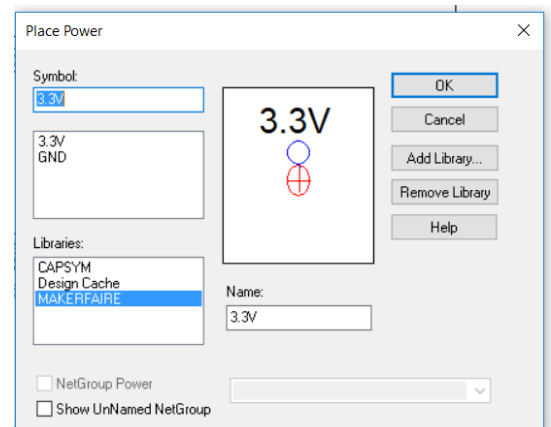 Place Power
Symbol:
3.3V
3.3V
GND
3.3V
OK
Cancel
Add Library...
Remove Library
Help
Libraries:
CAPSYM
Design Cache
MAKERFAIRE
Name:
3.3V
NetGroup Power
Show UnNamed NetGroup